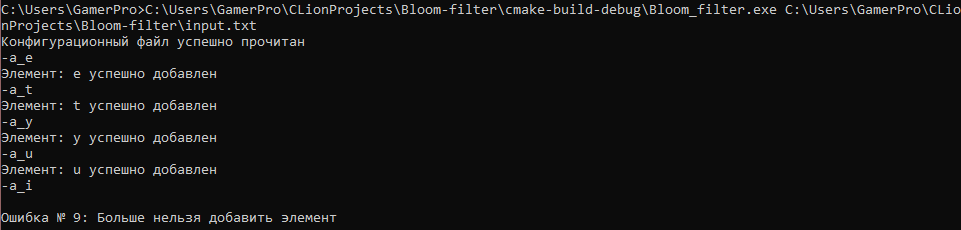 C:\Users\GamerPro>C:\Users\GamerPro\CLionProjects\Bloom-filter\cmake-build-debug\Bloom_filter.exe C:\Users\GamerPro\CLio
nProjects\Bloom-filter\input.txt
Конфигурационный файл успешно прочитан
-a_e
Элемент: e успешно добавлен
-a_t
Элемент: t успешно добавлен
-a_y
Элемент: y успешно добавлен
-a_u
Элемент: u успешно добавлен
-a_i
Ошибка № 9: Больше нельзя добавить элемент